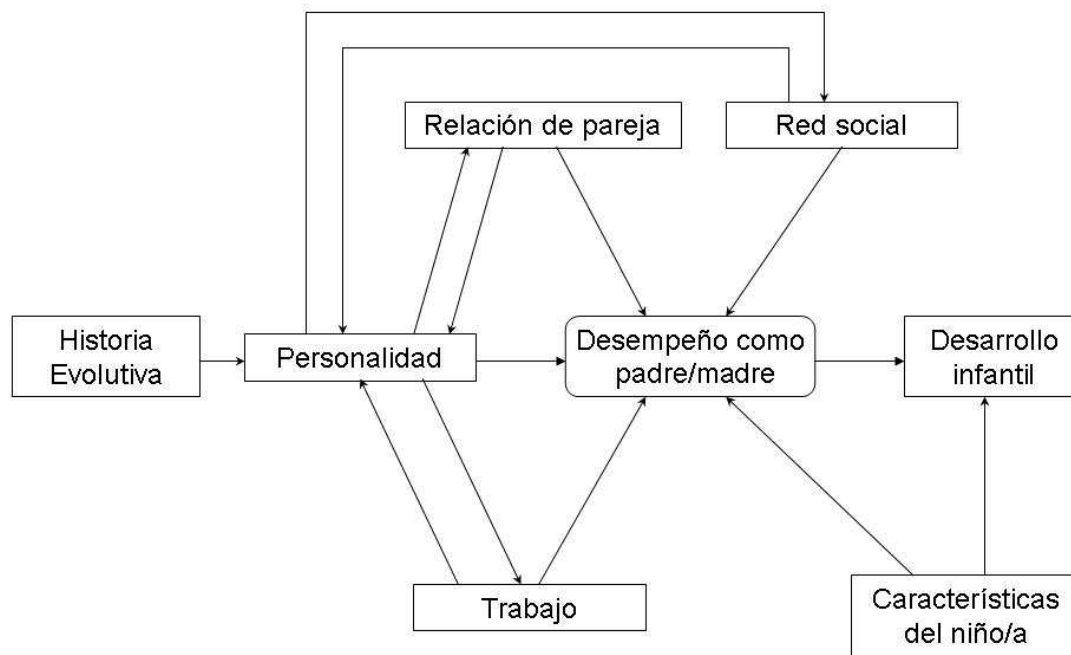 Relación de pareja
Red social
Historia
Evolutiva
Personalidad
Desempeño como
padre/madre
Desarrollo
infantil
Trabajo
Características
del niño/a